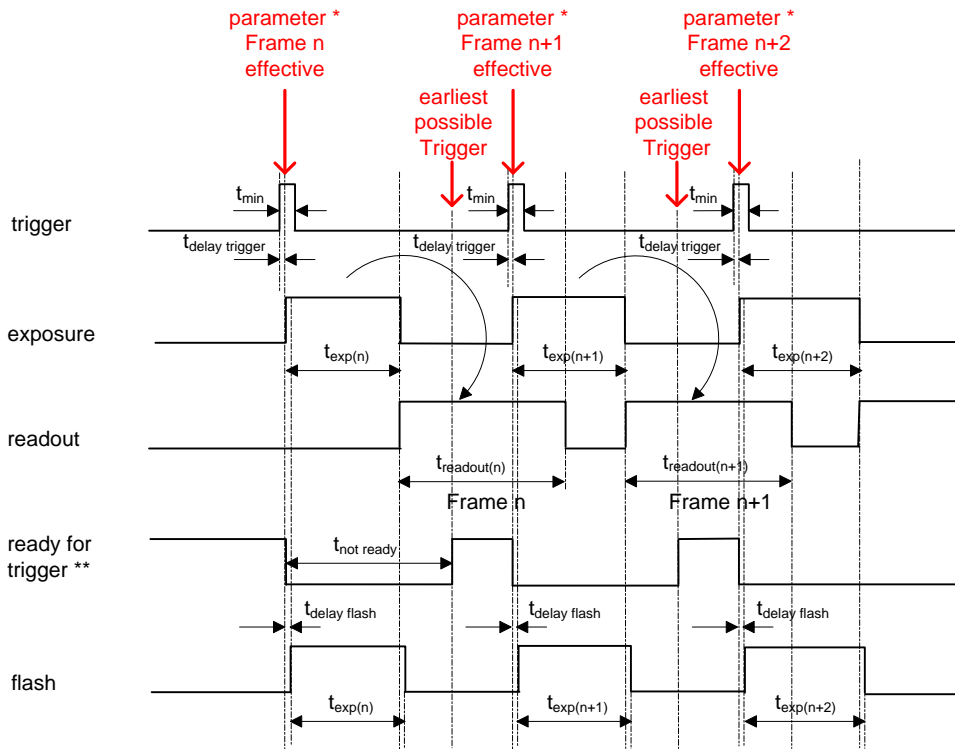 parameter *
Frame n
effective
parameter *
Frame n+1
effective
parameter *
Frame n+2
effective
earliest
possible
Trigger
earliest
possible
Trigger
trigger
tmin
tmin
tmin
tdelay trigger
tdelay trigger
tdelay trigger
exposure
texp(n)
texp(n+1)
texp(n+2)
readout
treadout(n)
treadout(n+1)
Frame n
Frame n+1
ready for
trigger **
tnot ready
tdelay flash
tdelay flash
tdelay flash
flash
texp(n)
texp(n+1)
texp(n+2)